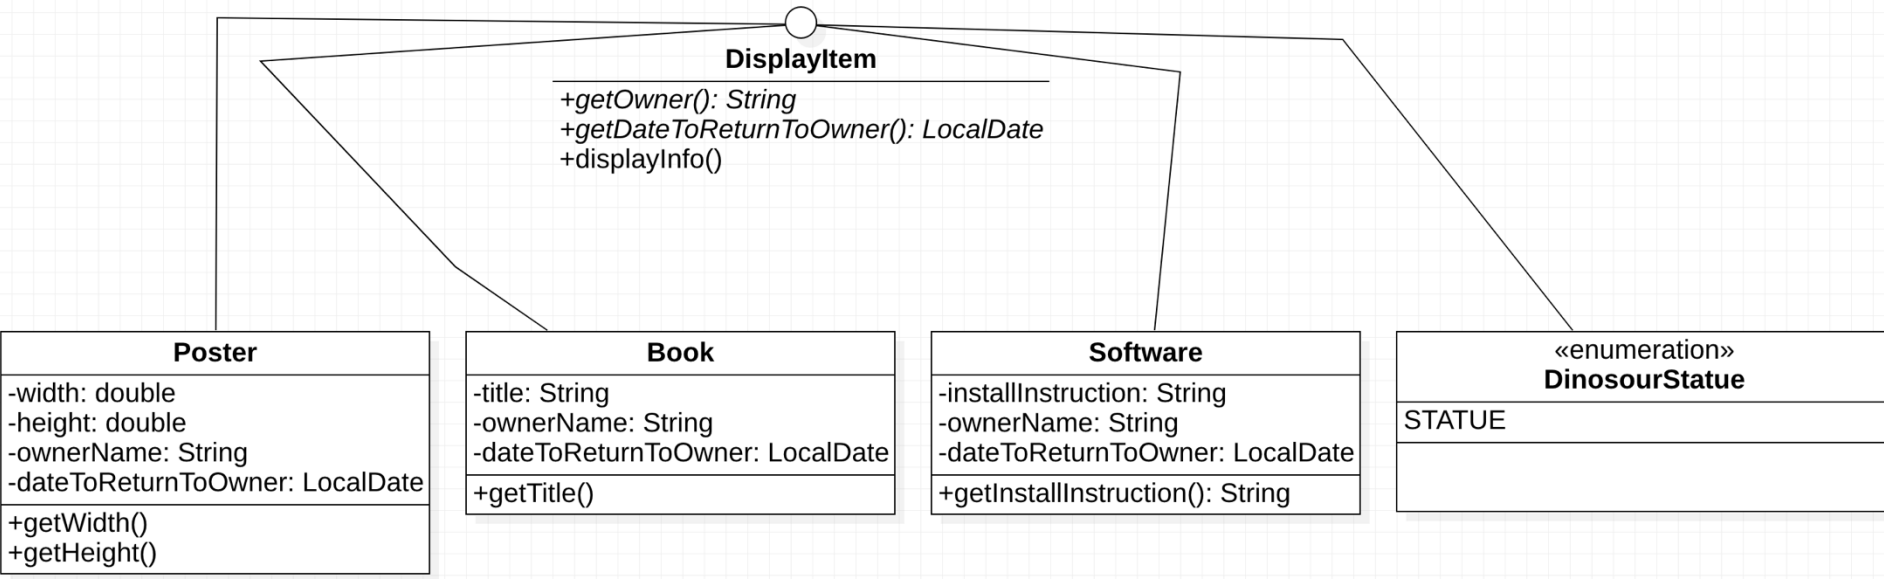 DisplayItem
+getOwner(): String
+getDateToReturnToOwner(): LocalDate
+displayInfo()
Poster
-width: double
-height: double
-ownerName: String
-dateToReturnToOwner: LocalDate
+getWidth()
+getHeight()
Book
-title: String
-ownerName: String
-dateToReturnToOwner: LocalDate
+getTitle()
Software
-installInstruction: String
-ownerName: String
-dateToReturnToOwner: LocalDate
+getInstallInstruction(): String
«enumeration»
DinosourStatue
STATUE